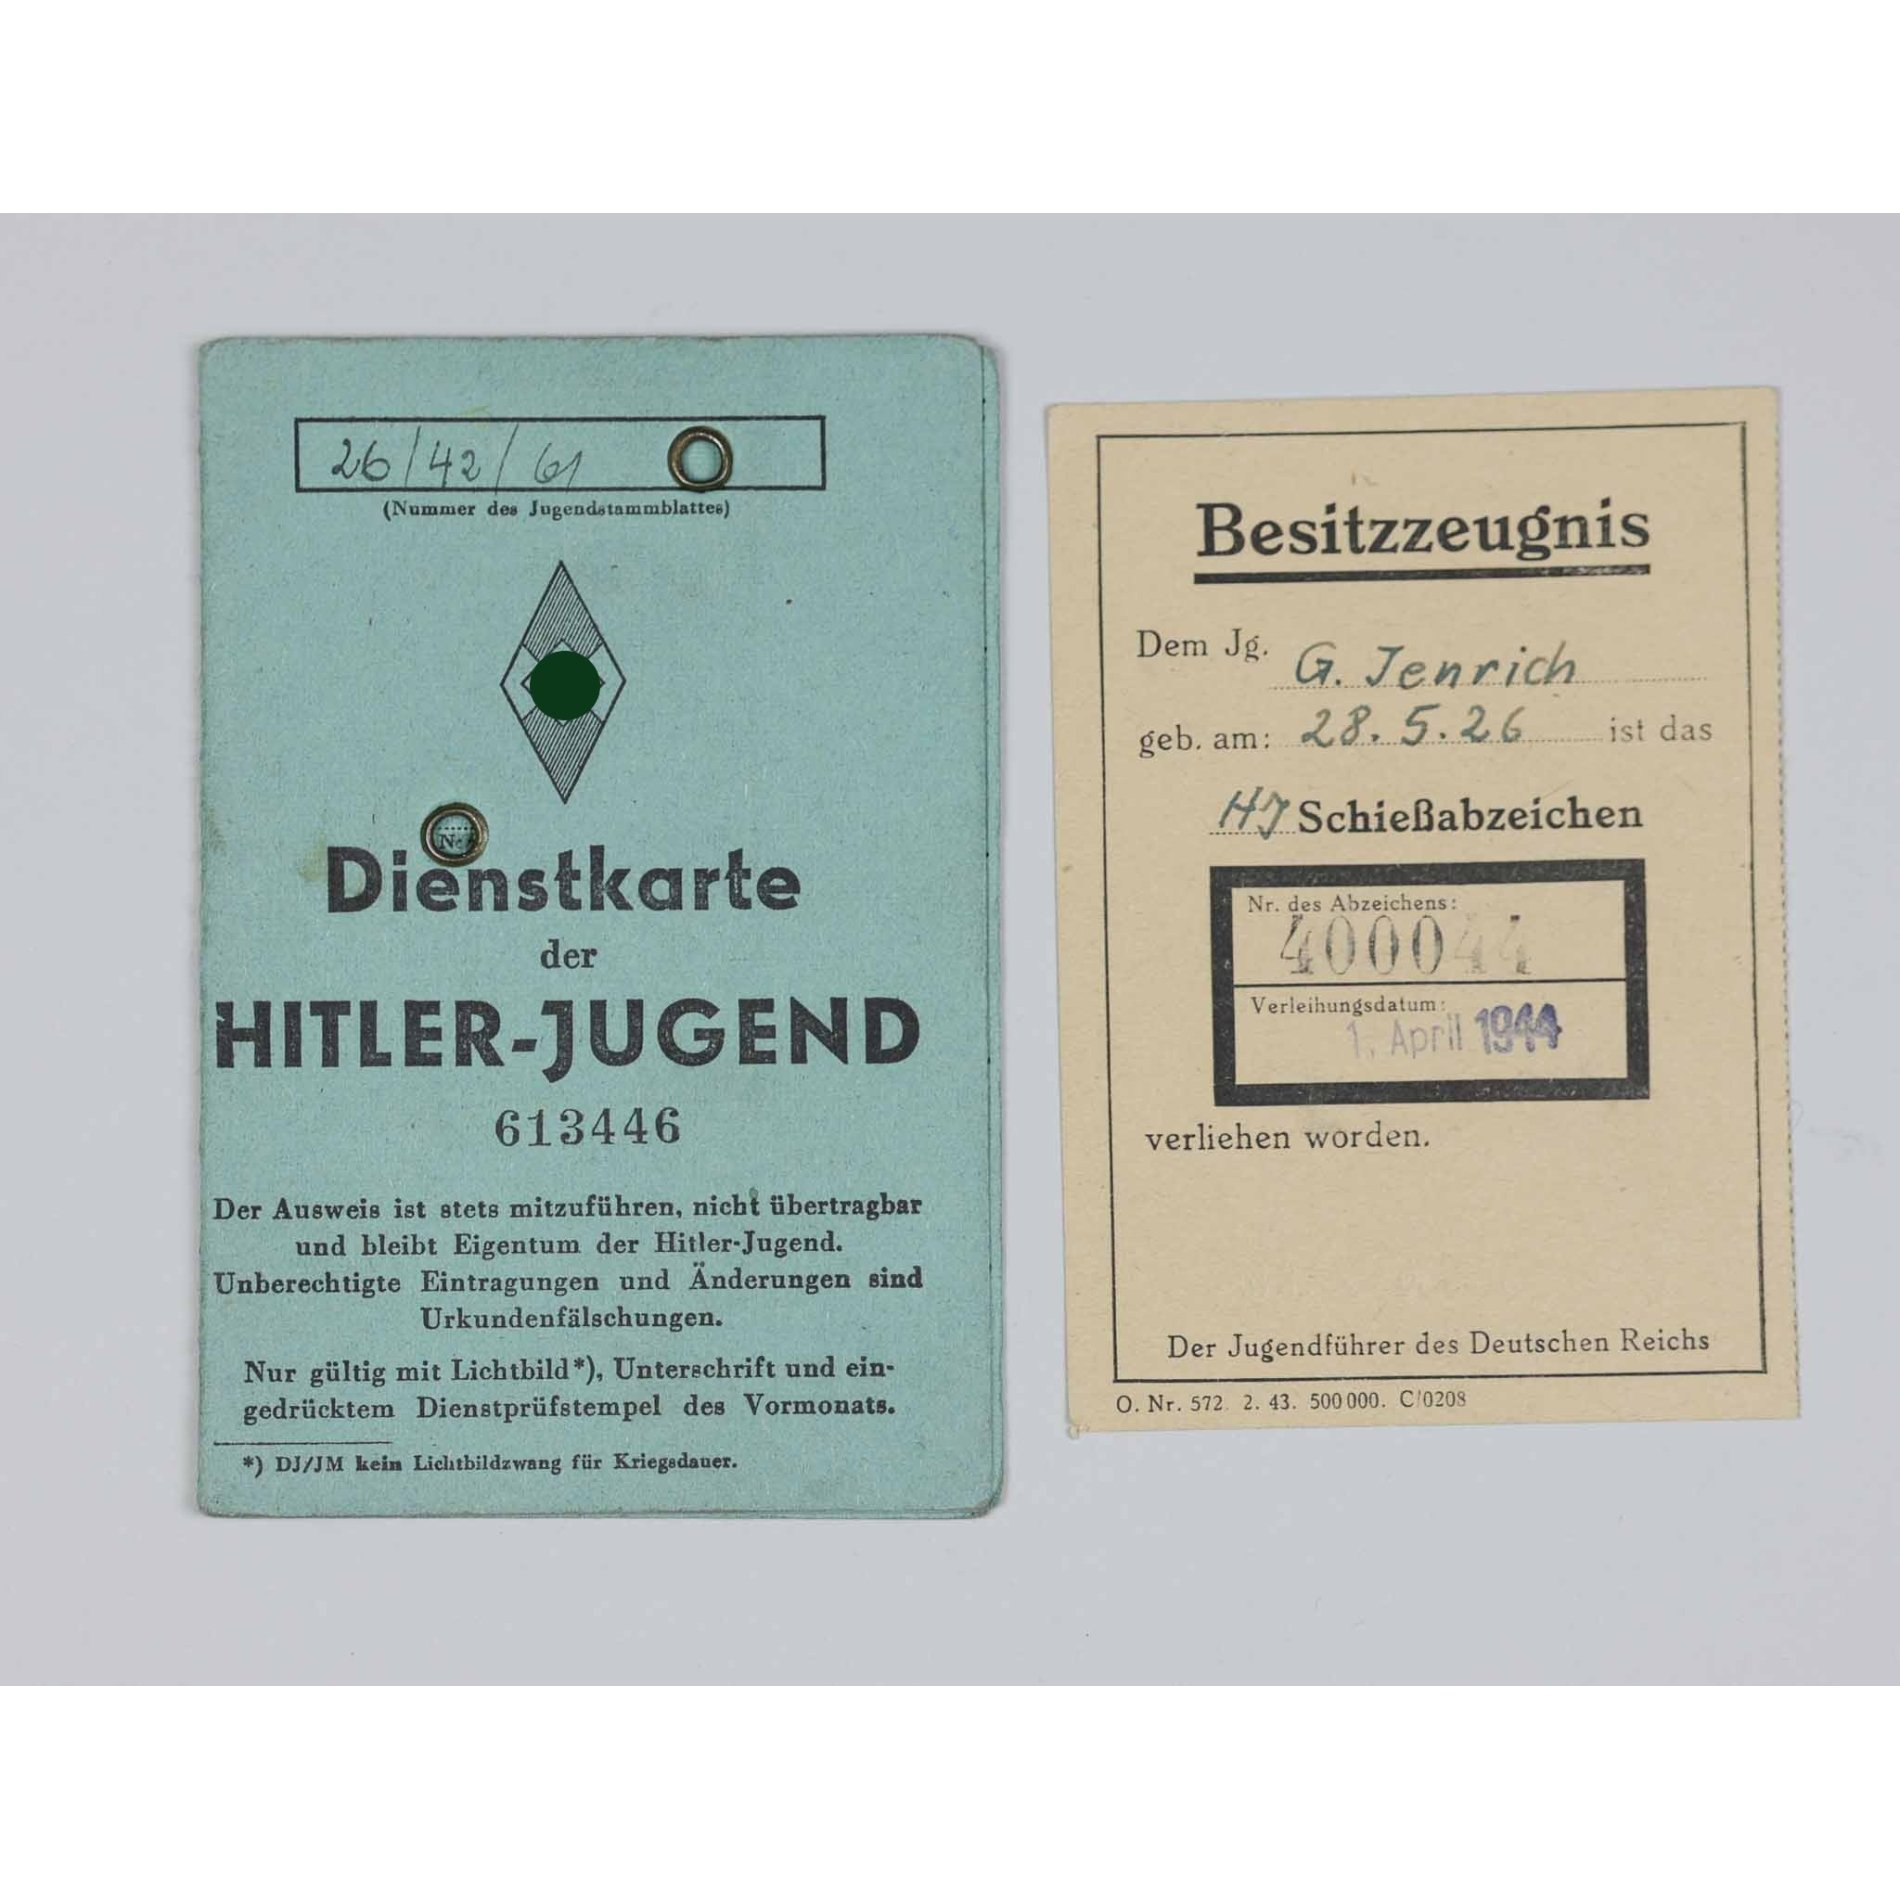 26/42/61
(Nummer des Jugendstammblattes)
Dienstkarte
der
HITLER-JUGEND
613446
Der Ausweis ist stets mitzuführen, nicht übertragbar
und bleibt Eigentum der Hitler-Jugend.
Unberechtigte Eintragungen und Änderungen sind
Urkundenfälschungen.
Nur gültig mit Lichtbild*), Unterschrift und ein-
gedrücktem Dienstprüfstempel des Vormonats.
*) DJ/JM kein Lichtbildzwang für Kriegsdauer.
Besitzzeugnis
Dem Jg. G. Jenrich
geb. am: 28.5.26 ist das
HJ Schießabzeichen
Nr. des Abzeichens:
400044
Verleihungsdatum:
1. April 1944
verliehen worden.
Der Jugendführer des Deutschen Reichs
O. Nr. 572. 2. 43. 500000. C/0208